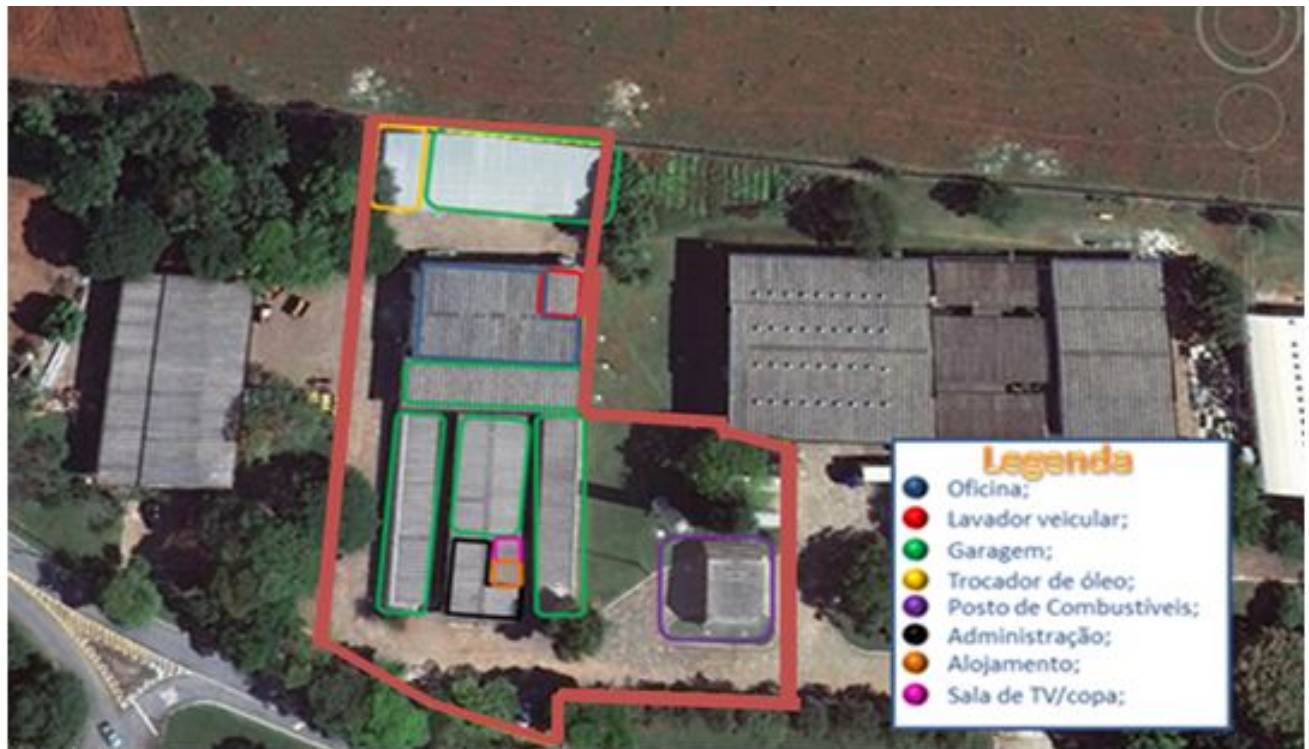 Legenda
Oficina;
Lavador veicular;
Garagem;
Trocador de óleo;
Posto de Combustíveis;
Administração;
Alojamento;
Sala de TV/copa;